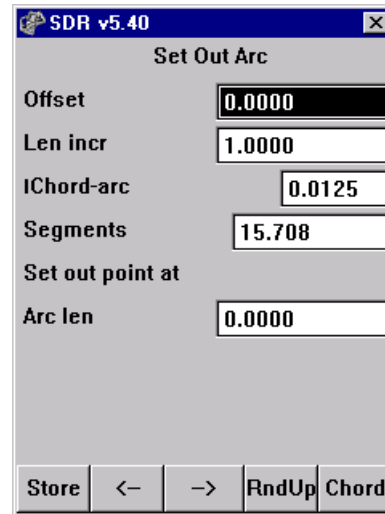 SDR v5.40
Set Out Arc
Offset 0.0000
Len incr 1.0000
IChord-arc 0.0125
Segments 15.708
Set out point at
Arc len 0.0000
Store <- -> RndUp Chord